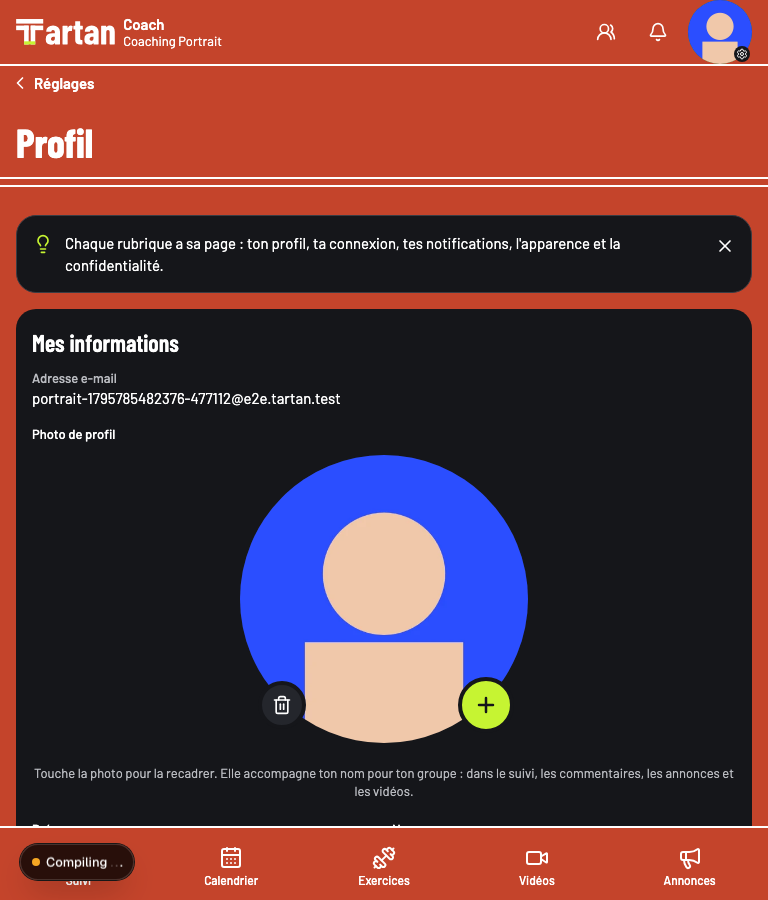 Tartan
Coach
Coaching Portrait
Réglages
Profil
Chaque rubrique a sa page : ton profil, ta connexion, tes notifications, l'apparence et la
confidentialité.
Mes informations
Adresse e-mail
portrait-1795785482376-477112@e2e.tartan.test
Photo de profil
Touche la photo pour la recadrer. Elle accompagne ton nom pour ton groupe : dans le suivi, les commentaires, les annonces et
les vidéos.
Compiling ...
Suivi
Calendrier
Exercices
Vidéos
Annonces